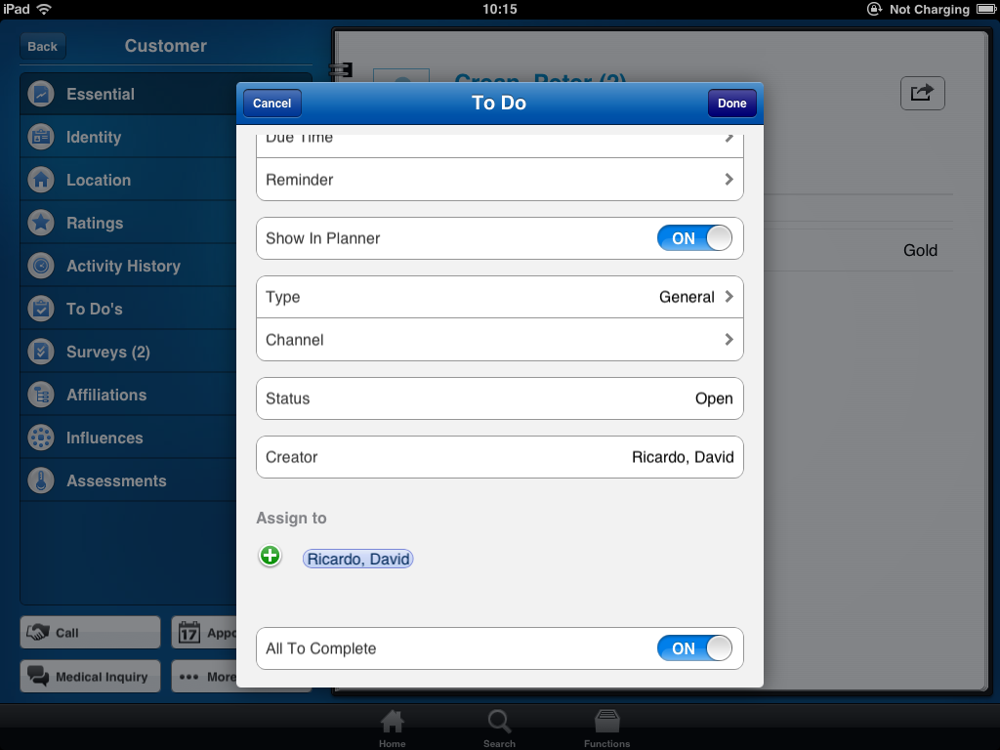 iPad 10:15 Not Charging
Back Customer
Essential
Identity
Location
Ratings
Activity History
To Do's
Surveys (2)
Affiliations
Influences
Assessments
Call
17
Medical Inquiry
More
Gold
Cancel To Do Done
Due Time
Reminder
Show In Planner ON
Type General
Channel
Status Open
Creator Ricardo, David
Assign to
Ricardo, David
All To Complete ON
Home Search Functions